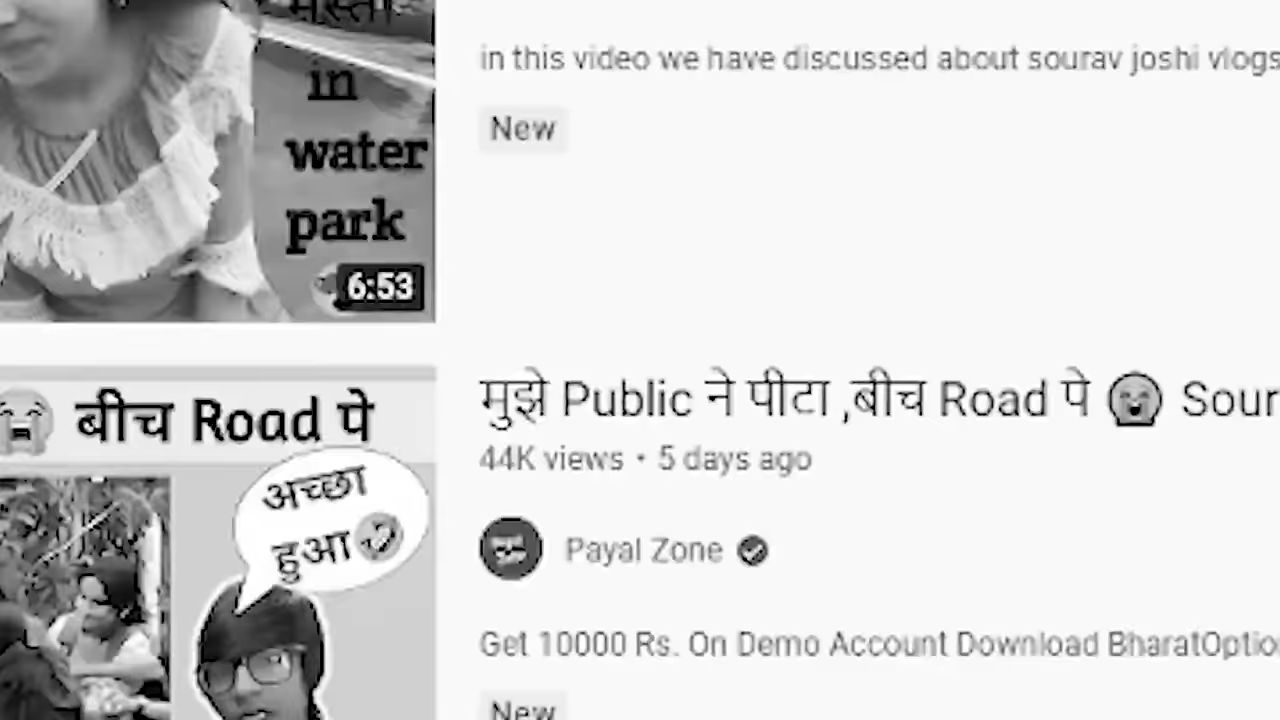 मस्ती
in
water
park
6:53
in this video we have discussed about sourav joshi vlogs
New
बीच Road पे
अच्छा
हुआ
मुझे Public ने पीटा ,बीच Road पे 😭 Sour
44K views • 5 days ago
Payal Zone
Get 10000 Rs. On Demo Account Download BharatOptio
New